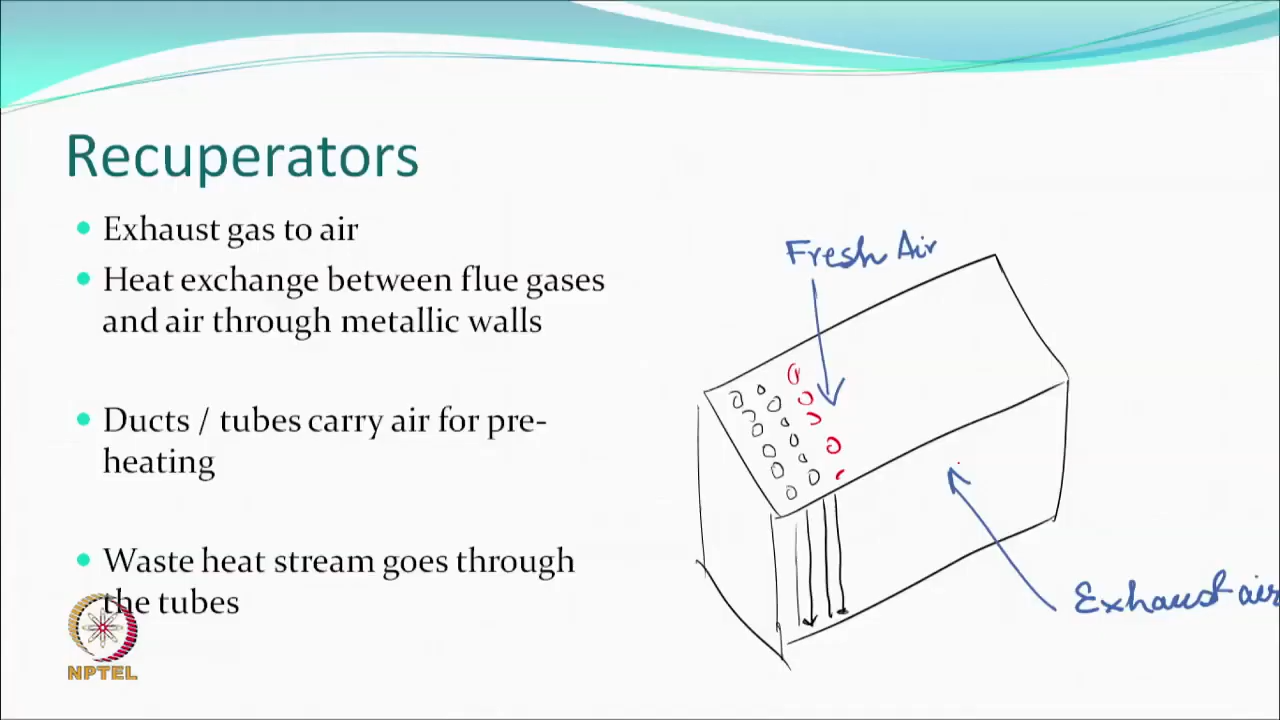 Recuperators
Exhaust gas to air
Heat exchange between flue gases
and air through metallic walls
Ducts / tubes carry air for pre-
heating
Waste heat stream goes through
the tubes
NPTEL
Fresh Air
Exhaust air